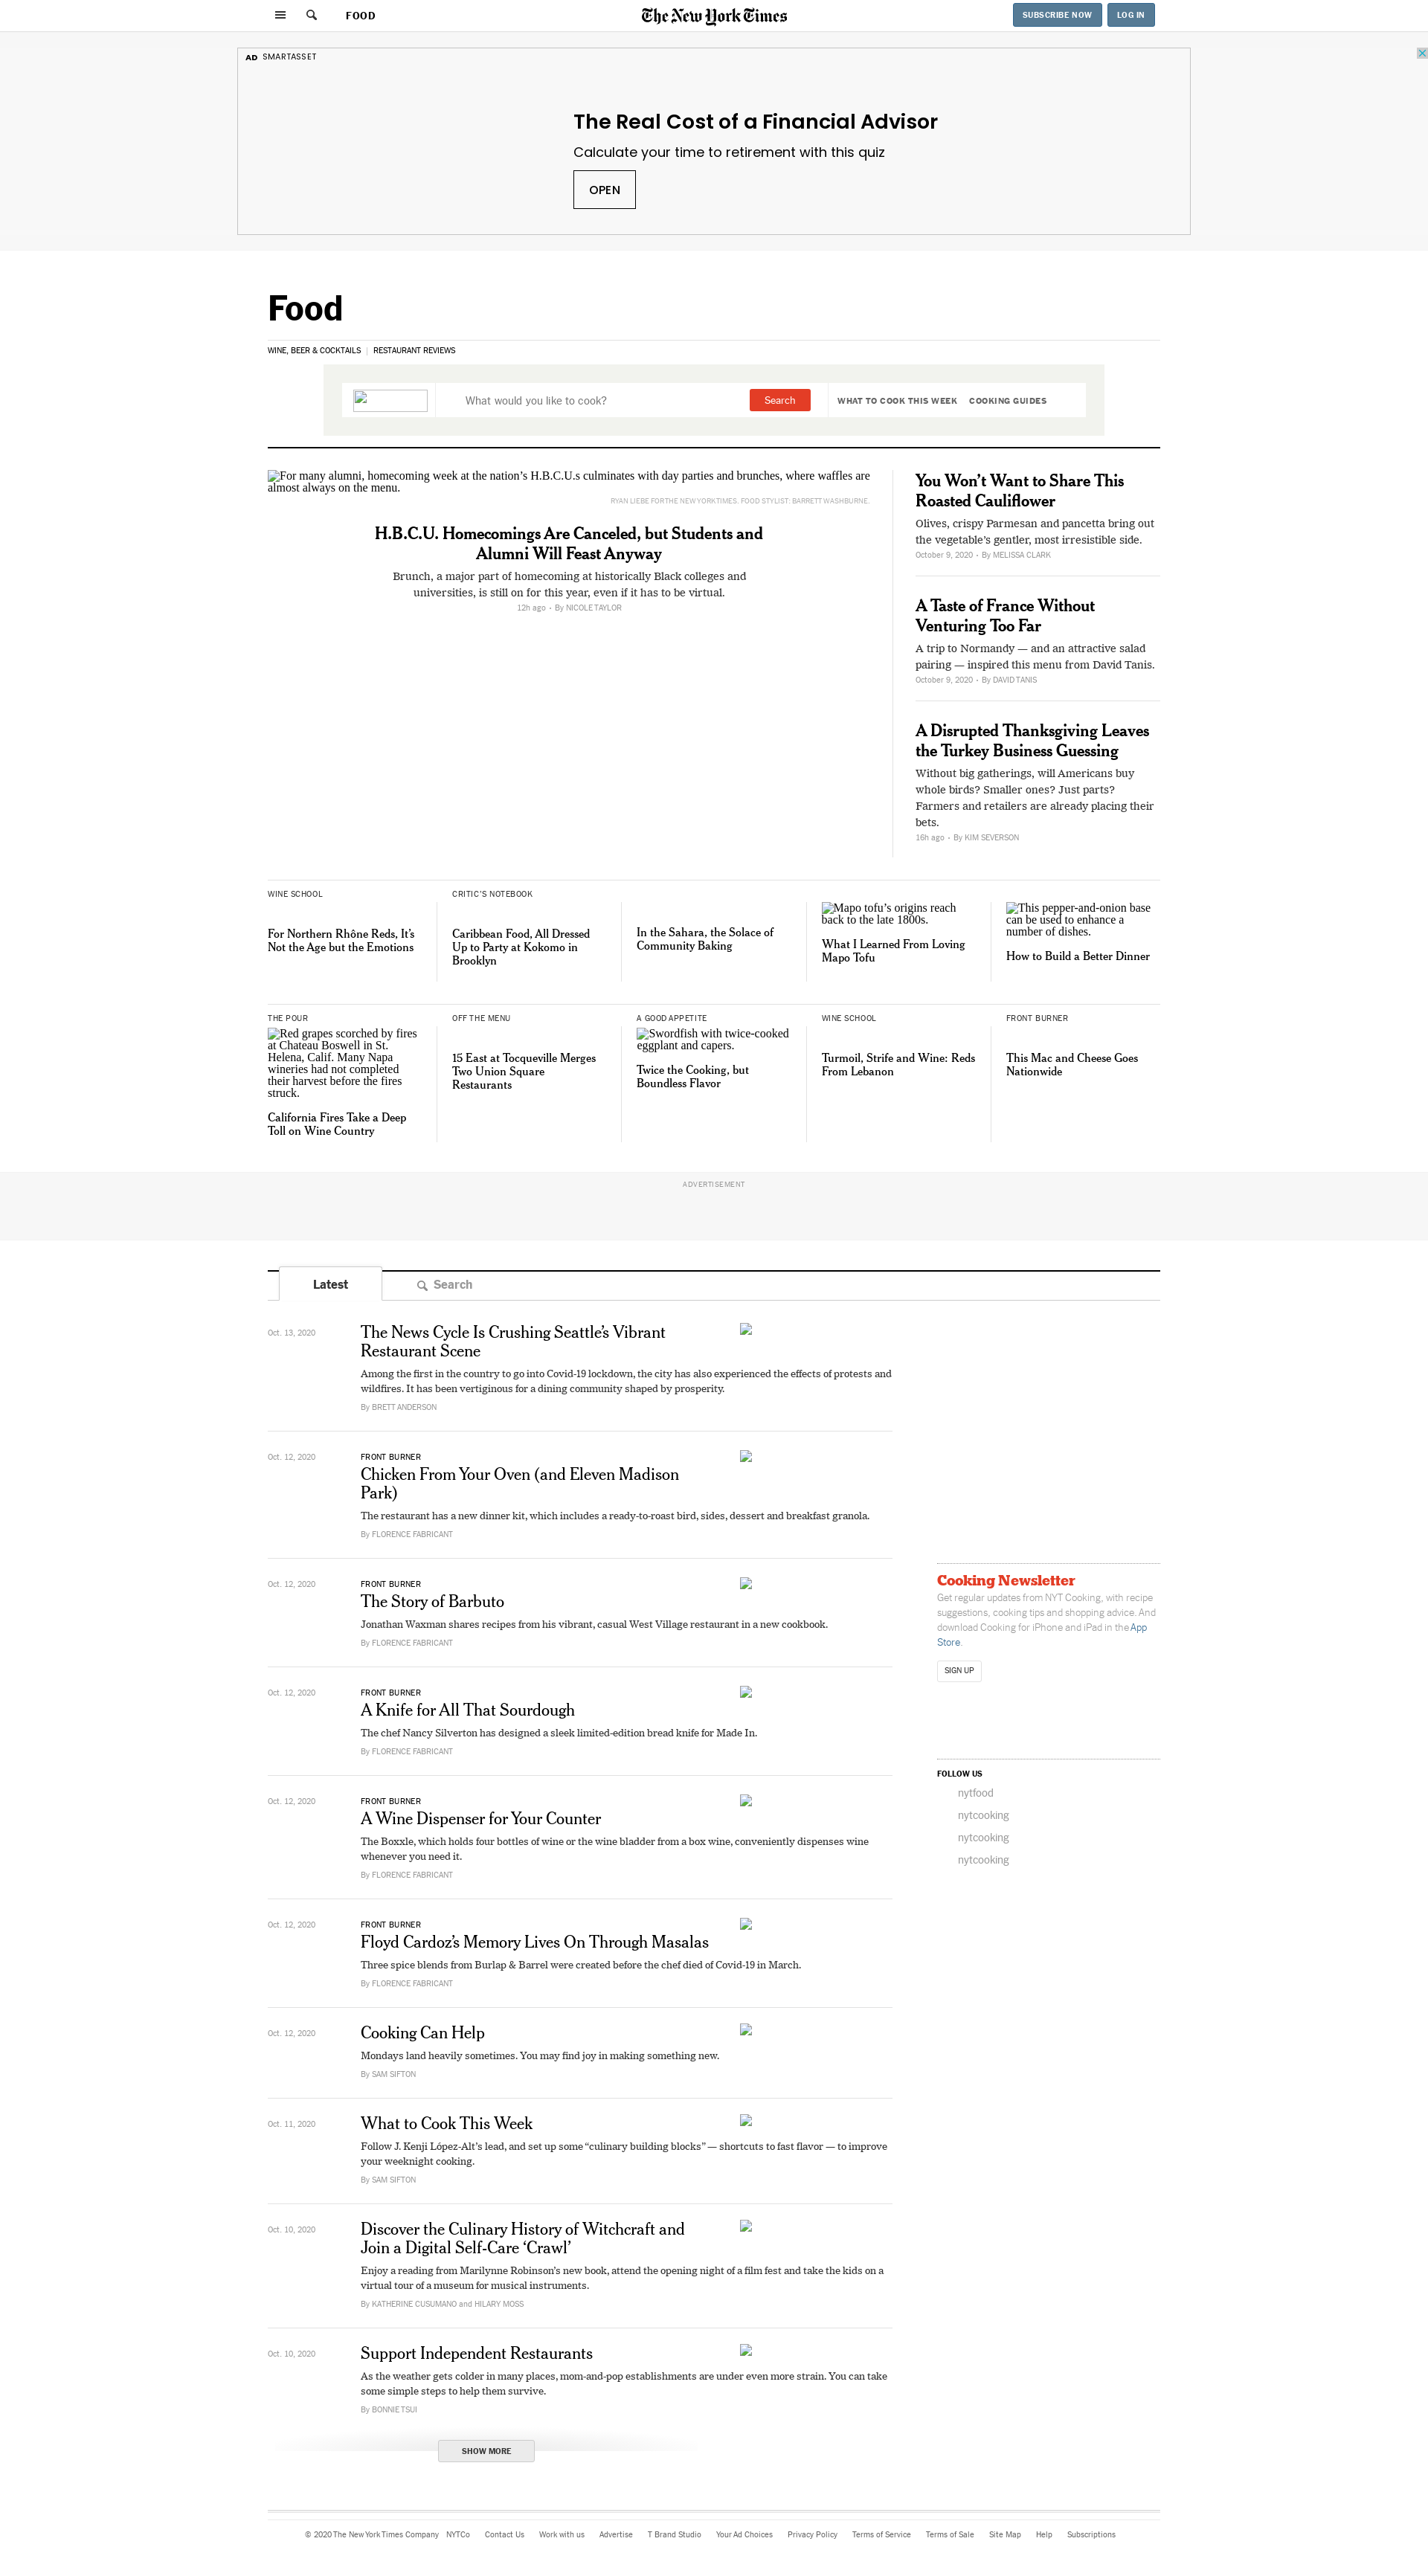 FOOD
The New York Times
SUBSCRIBE NOW
LOG IN
AD SMARTASSET
The Real Cost of a Financial Advisor
Calculate your time to retirement with this quiz
OPEN
Food
WINE, BEER & COCKTAILS | RESTAURANT REVIEWS
What would you like to cook?
Search
WHAT TO COOK THIS WEEK
COOKING GUIDES
For many alumni, homecoming week at the nation’s H.B.C.U.s culminates with day parties and brunches, where waffles are
almost always on the menu.
RYAN LIEBE FOR THE NEW YORK TIMES. FOOD STYLIST: BARRETT WASHBURNE.
H.B.C.U. Homecomings Are Canceled, but Students and
Alumni Will Feast Anyway
Brunch, a major part of homecoming at historically Black colleges and
universities, is still on for this year, even if it has to be virtual.
12h ago • By NICOLE TAYLOR
You Won’t Want to Share This
Roasted Cauliflower
Olives, crispy Parmesan and pancetta bring out
the vegetable’s gentler, most irresistible side.
October 9, 2020 • By MELISSA CLARK
A Taste of France Without
Venturing Too Far
A trip to Normandy — and an attractive salad
pairing — inspired this menu from David Tanis.
October 9, 2020 • By DAVID TANIS
A Disrupted Thanksgiving Leaves
the Turkey Business Guessing
Without big gatherings, will Americans buy
whole birds? Smaller ones? Just parts?
Farmers and retailers are already placing their
bets.
16h ago • By KIM SEVERSON
WINE SCHOOL
For Northern Rhône Reds, It’s
Not the Age but the Emotions
CRITIC’S NOTEBOOK
Caribbean Food, All Dressed
Up to Party at Kokomo in
Brooklyn
In the Sahara, the Solace of
Community Baking
Mapo tofu’s origins reach
back to the late 1800s.
What I Learned From Loving
Mapo Tofu
This pepper-and-onion base
can be used to enhance a
number of dishes.
How to Build a Better Dinner
THE POUR
Red grapes scorched by fires
at Chateau Boswell in St.
Helena, Calif. Many Napa
wineries had not completed
their harvest before the fires
struck.
California Fires Take a Deep
Toll on Wine Country
OFF THE MENU
15 East at Tocqueville Merges
Two Union Square
Restaurants
A GOOD APPETITE
Swordfish with twice-cooked
eggplant and capers.
Twice the Cooking, but
Boundless Flavor
WINE SCHOOL
Turmoil, Strife and Wine: Reds
From Lebanon
FRONT BURNER
This Mac and Cheese Goes
Nationwide
ADVERTISEMENT
Latest
Search
Oct. 13, 2020
The News Cycle Is Crushing Seattle’s Vibrant
Restaurant Scene
Among the first in the country to go into Covid-19 lockdown, the city has also experienced the effects of protests and
wildfires. It has been vertiginous for a dining community shaped by prosperity.
By BRETT ANDERSON
Oct. 12, 2020
FRONT BURNER
Chicken From Your Oven (and Eleven Madison
Park)
The restaurant has a new dinner kit, which includes a ready-to-roast bird, sides, dessert and breakfast granola.
By FLORENCE FABRICANT
Oct. 12, 2020
FRONT BURNER
The Story of Barbuto
Jonathan Waxman shares recipes from his vibrant, casual West Village restaurant in a new cookbook.
By FLORENCE FABRICANT
Oct. 12, 2020
FRONT BURNER
A Knife for All That Sourdough
The chef Nancy Silverton has designed a sleek limited-edition bread knife for Made In.
By FLORENCE FABRICANT
Oct. 12, 2020
FRONT BURNER
A Wine Dispenser for Your Counter
The Boxxle, which holds four bottles of wine or the wine bladder from a box wine, conveniently dispenses wine
whenever you need it.
By FLORENCE FABRICANT
Oct. 12, 2020
FRONT BURNER
Floyd Cardoz’s Memory Lives On Through Masalas
Three spice blends from Burlap & Barrel were created before the chef died of Covid-19 in March.
By FLORENCE FABRICANT
Oct. 12, 2020
Cooking Can Help
Mondays land heavily sometimes. You may find joy in making something new.
By SAM SIFTON
Oct. 11, 2020
What to Cook This Week
Follow J. Kenji López-Alt’s lead, and set up some “culinary building blocks” — shortcuts to fast flavor — to improve
your weeknight cooking.
By SAM SIFTON
Oct. 10, 2020
Discover the Culinary History of Witchcraft and
Join a Digital Self-Care ‘Crawl’
Enjoy a reading from Marilynne Robinson’s new book, attend the opening night of a film fest and take the kids on a
virtual tour of a museum for musical instruments.
By KATHERINE CUSUMANO and HILARY MOSS
Oct. 10, 2020
Support Independent Restaurants
As the weather gets colder in many places, mom-and-pop establishments are under even more strain. You can take
some simple steps to help them survive.
By BONNIE TSUI
SHOW MORE
Cooking Newsletter
Get regular updates from NYT Cooking, with recipe
suggestions, cooking tips and shopping advice. And
download Cooking for iPhone and iPad in the App
Store.
SIGN UP
FOLLOW US
nytfood
nytcooking
nytcooking
nytcooking
© 2020 The New York Times Company NYTCo Contact Us Work with us Advertise T Brand Studio Your Ad Choices Privacy Policy Terms of Service Terms of Sale Site Map Help Subscriptions